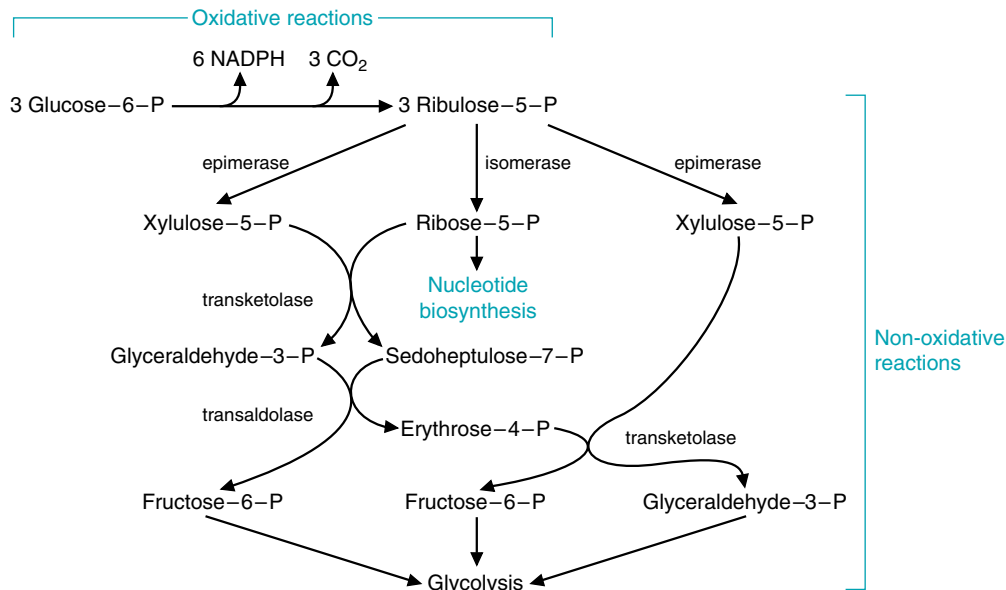 Oxidative reactions
6 NADPH
3 CO₂
3 Glucose–6–P
3 Ribulose–5–P
epimerase
isomerase
epimerase
Xylulose–5–P
Ribose–5–P
Xylulose–5–P
Nucleotide
biosynthesis
transketolase
Glyceraldehyde–3–P
Sedoheptulose–7–P
Non-oxidative
reactions
transaldolase
Erythrose–4–P
transketolase
Fructose–6–P
Fructose–6–P
Glyceraldehyde–3–P
Glycolysis